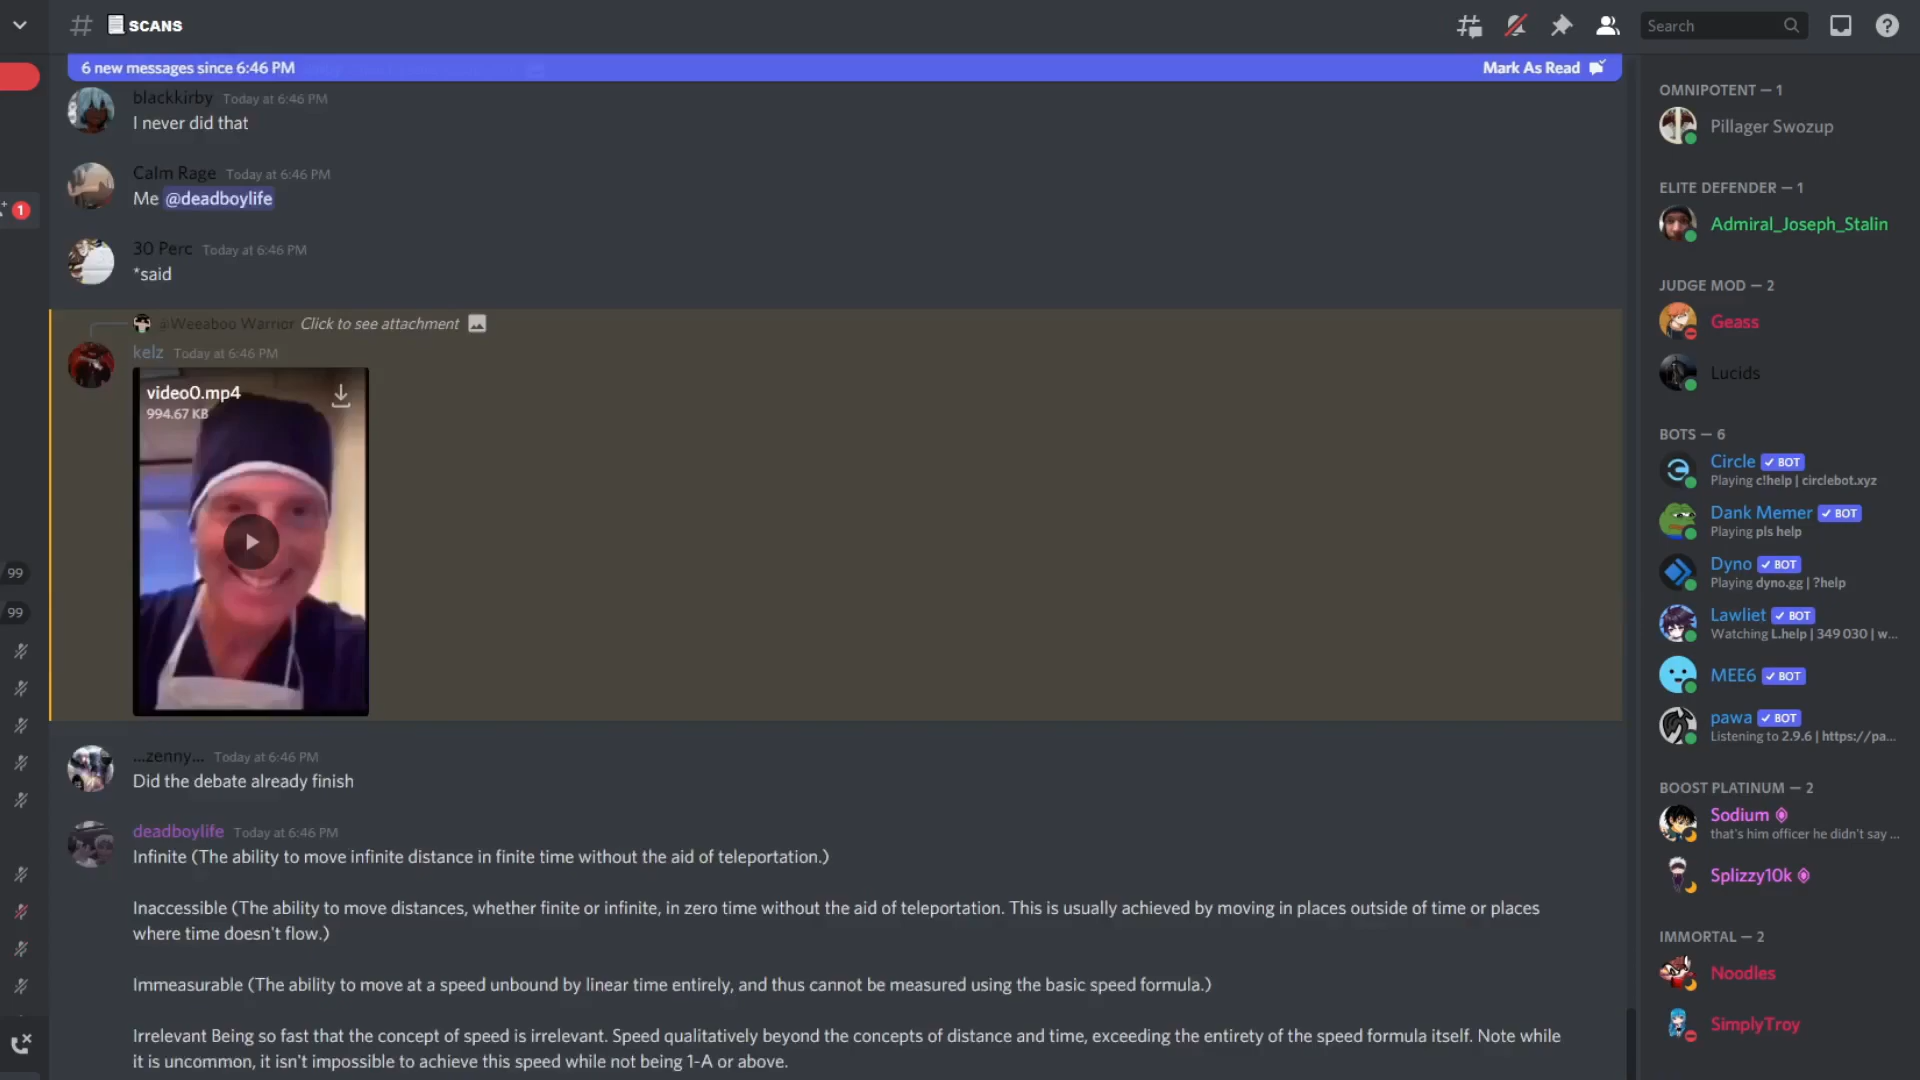 SCANS
Search
6 new messages since 6:46 PM
Mark As Read
blackkirby Today at 6:46 PM
I never did that
Calm Rage Today at 6:46 PM
Me @deadboylife
30 Perc Today at 6:46 PM
*said
@Weeaboo Warrior Click to see attachment
kelz Today at 6:46 PM
video0.mp4
994.67 KB
...zenny... Today at 6:46 PM
Did the debate already finish
deadboylife Today at 6:46 PM
Infinite (The ability to move infinite distance in finite time without the aid of teleportation.)
Inaccessible (The ability to move distances, whether finite or infinite, in zero time without the aid of teleportation. This is usually achieved by moving in places outside of time or places
where time doesn't flow.)
Immeasurable (The ability to move at a speed unbound by linear time entirely, and thus cannot be measured using the basic speed formula.)
Irrelevant Being so fast that the concept of speed is irrelevant. Speed qualitatively beyond the concepts of distance and time, exceeding the entirety of the speed formula itself. Note while
it is uncommon, it isn't impossible to achieve this speed while not being 1-A or above.
1
99
99
OMNIPOTENT — 1
Pillager Swozup
ELITE DEFENDER — 1
Admiral_Joseph_Stalin
JUDGE MOD — 2
Geass
Lucids
BOTS — 6
Circle BOT
Playing c!help | circlebot.xyz
Dank Memer BOT
Playing pls help
Dyno BOT
Playing dyno.gg | ?help
Lawliet BOT
Watching L.help | 349 030 | w...
MEE6 BOT
pawa BOT
Listening to 2.9.6 | https://pa...
BOOST PLATINUM — 2
Sodium
that's him officer he didn't say ...
Splizzy10k
IMMORTAL — 2
Noodles
SimplyTroy